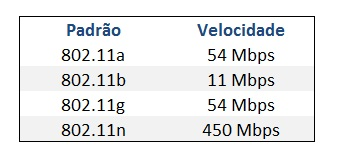 Padrão Velocidade
802.11a 54 Mbps
802.11b 11 Mbps
802.11g 54 Mbps
802.11n 450 Mbps